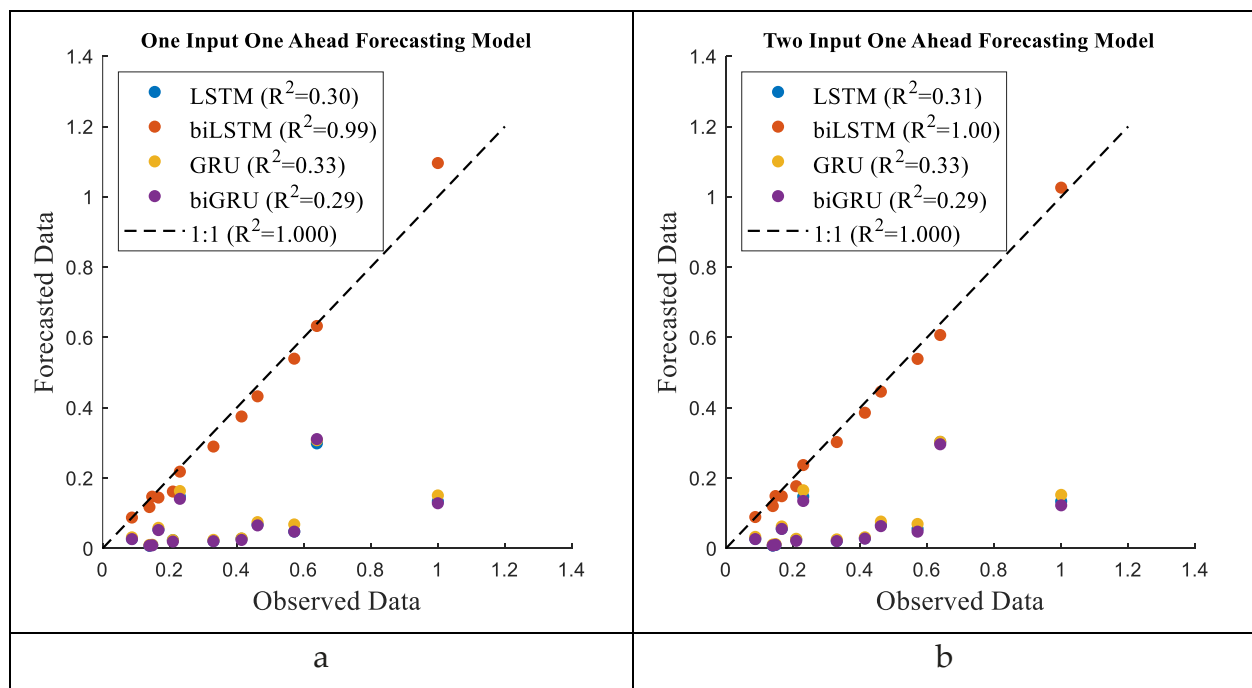 One Input One Ahead Forecasting Model
1.4
1.2
1
0.8
0.6
0.4
0.2
0
Forecasted Data
LSTM (R²=0.30)
biLSTM (R²=0.99)
GRU (R²=0.33)
biGRU (R²=0.29)
1:1 (R²=1.000)
0 0.2 0.4 0.6 0.8 1 1.2 1.4
Observed Data
a
Two Input One Ahead Forecasting Model
1.4
1.2
1
0.8
0.6
0.4
0.2
0
Forecasted Data
LSTM (R²=0.31)
biLSTM (R²=1.00)
GRU (R²=0.33)
biGRU (R²=0.29)
1:1 (R²=1.000)
0 0.2 0.4 0.6 0.8 1 1.2 1.4
Observed Data
b